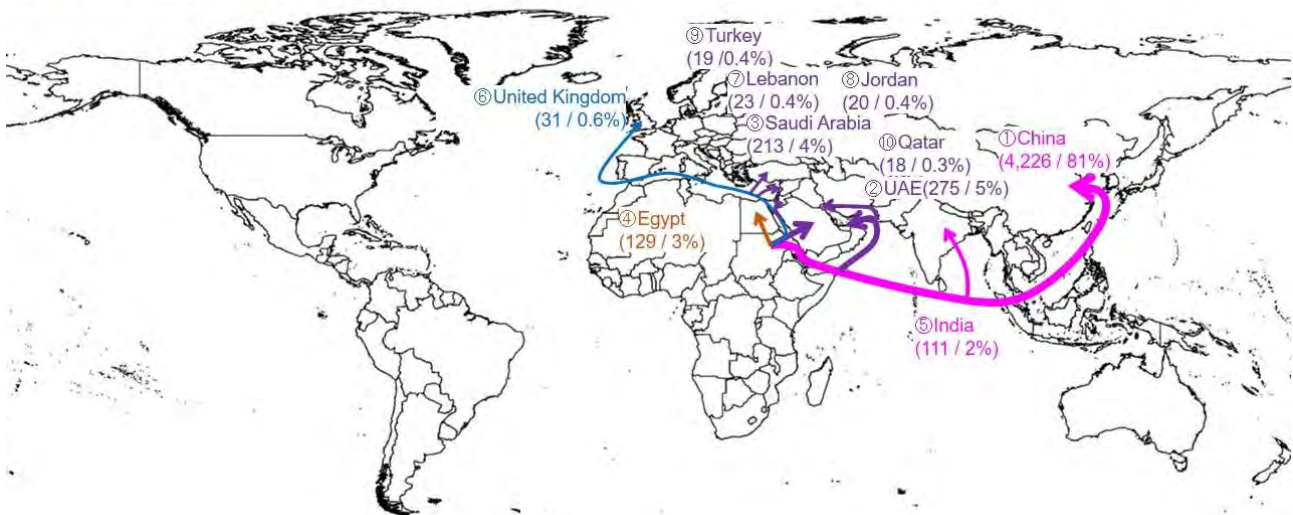 ⑨Turkey
(19 /0.4%)
⑦Lebanon
(23 / 0.4%)
⑧Jordan
(20 / 0.4%)
⑥United Kingdom
(31 / 0.6%)
③Saudi Arabia
(213 / 4%)
⑩Qatar
(18 / 0.3%)
①China
(4,226 / 81%)
②UAE(275 / 5%)
④Egypt
(129 / 3%)
⑤India
(111 / 2%)